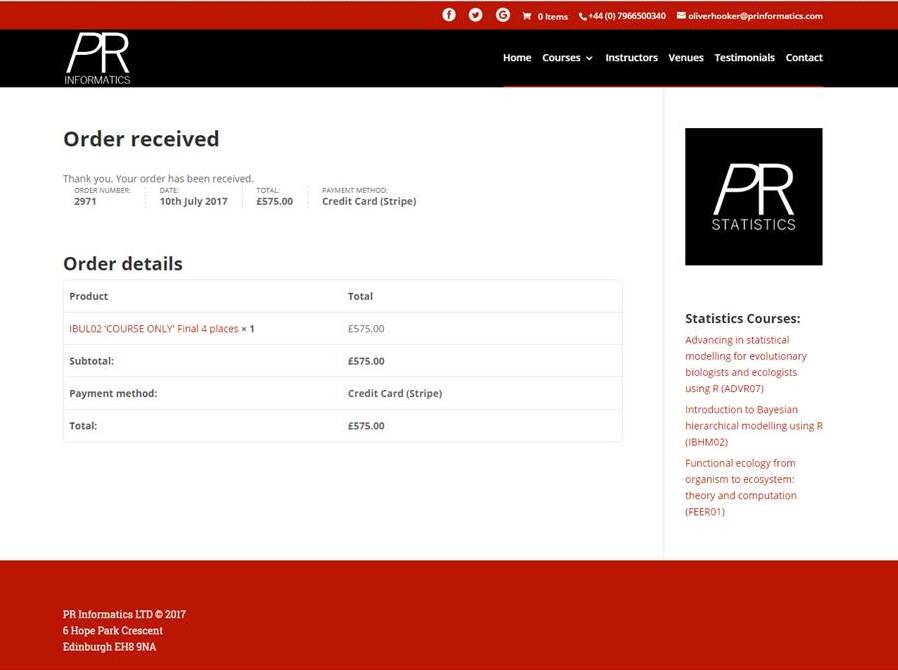 0 Items +44 (0) 7966500340 oliverhooker@prinformatics.com
PR
INFORMATICS
Home Courses Instructors Venues Testimonials Contact
Order received
Thank you. Your order has been received.
ORDER NUMBER: DATE: TOTAL: PAYMENT METHOD:
2971 10th July 2017 £575.00 Credit Card (Stripe)
Order details
Product Total
IBUL02 'COURSE ONLY' Final 4 places × 1 £575.00
Subtotal: £575.00
Payment method: Credit Card (Stripe)
Total: £575.00
PR
STATISTICS
Statistics Courses:
Advancing in statistical
modelling for evolutionary
biologists and ecologists
using R (ADVR07)
Introduction to Bayesian
hierarchical modelling using R
(IBHM02)
Functional ecology from
organism to ecosystem:
theory and computation
(FEER01)
PR Informatics LTD © 2017
6 Hope Park Crescent
Edinburgh EH8 9NA